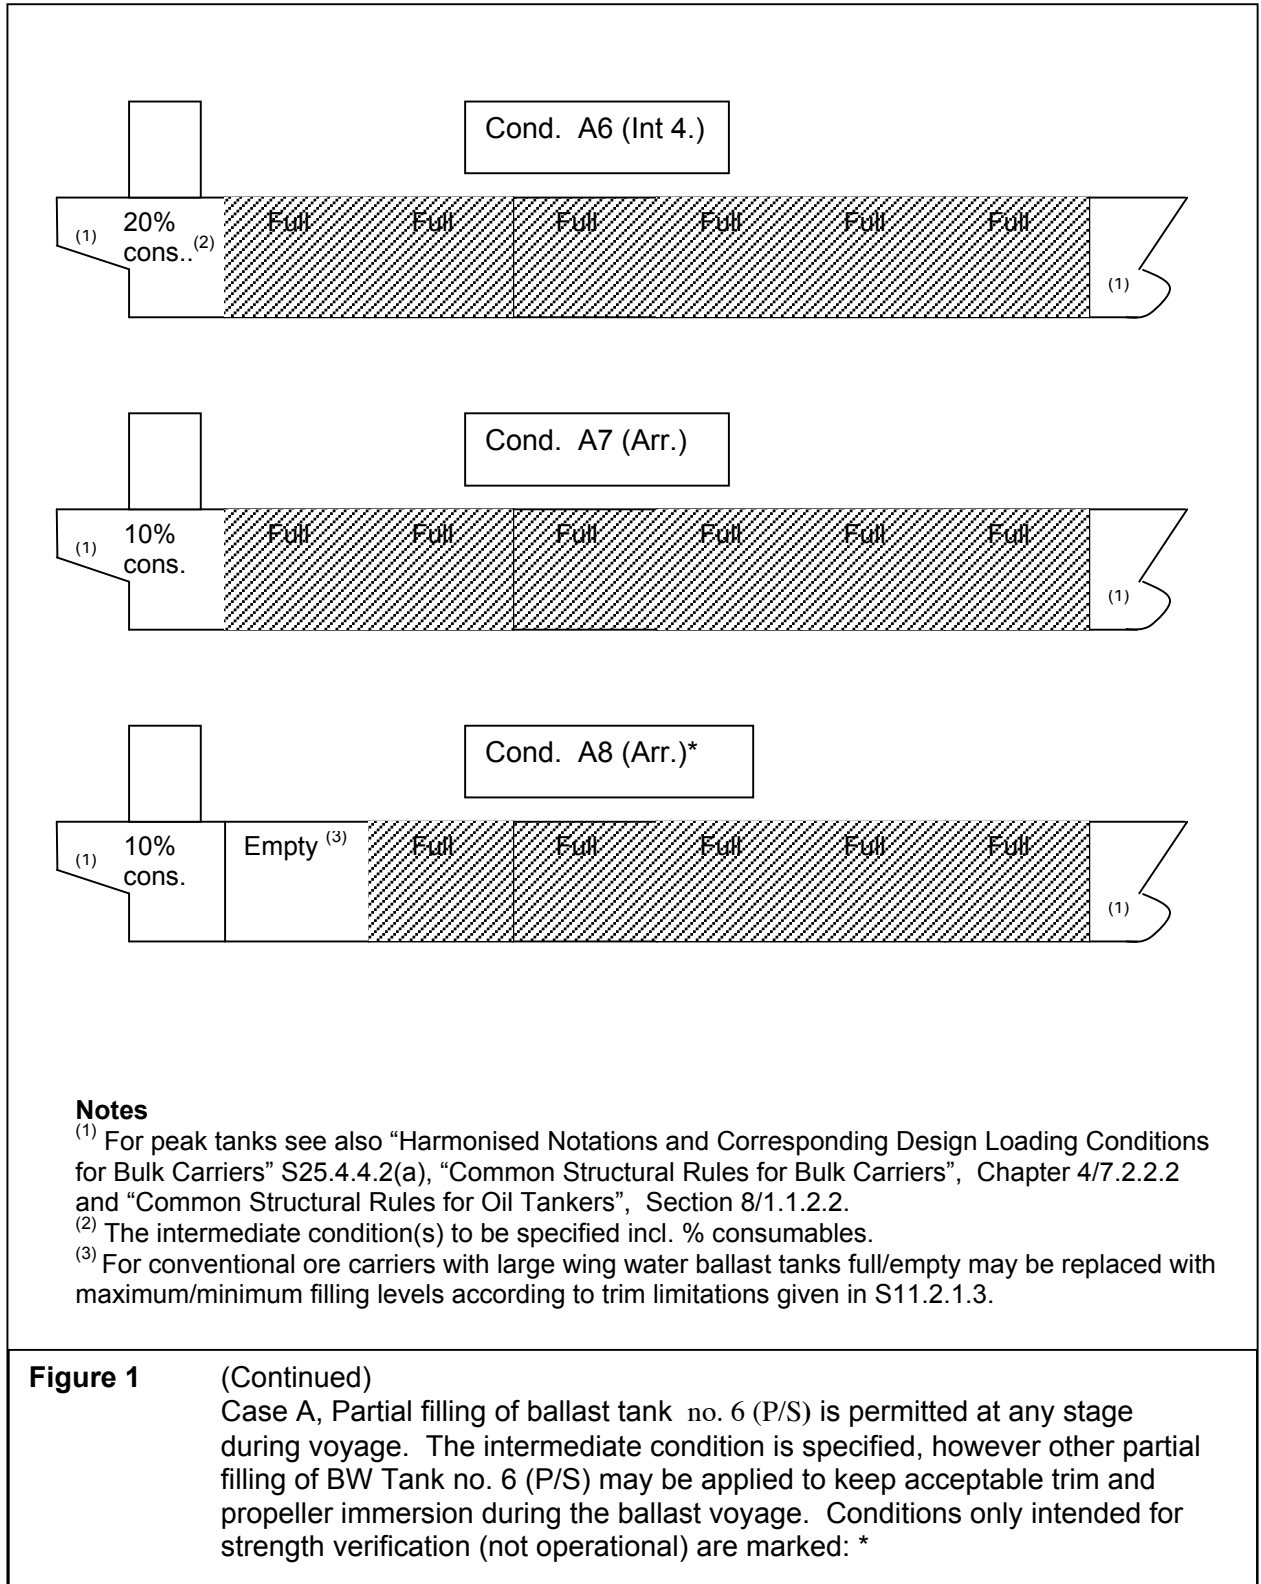 Cond. A6 (Int 4.)
(1) 20% cons..(2) Full Full Full Full Full Full (1)
Cond. A7 (Arr.)
(1) 10% cons. Full Full Full Full Full Full (1)
Cond. A8 (Arr.)*
(1) 10% cons. Empty (3) Full Full Full Full Full (1)
Notes
(1) For peak tanks see also “Harmonised Notations and Corresponding Design Loading Conditions
for Bulk Carriers” S25.4.4.2(a), “Common Structural Rules for Bulk Carriers”, Chapter 4/7.2.2.2
and “Common Structural Rules for Oil Tankers”, Section 8/1.1.2.2.
(2) The intermediate condition(s) to be specified incl. % consumables.
(3) For conventional ore carriers with large wing water ballast tanks full/empty may be replaced with
maximum/minimum filling levels according to trim limitations given in S11.2.1.3.
Figure 1 (Continued)
Case A, Partial filling of ballast tank no. 6 (P/S) is permitted at any stage
during voyage. The intermediate condition is specified, however other partial
filling of BW Tank no. 6 (P/S) may be applied to keep acceptable trim and
propeller immersion during the ballast voyage. Conditions only intended for
strength verification (not operational) are marked: *